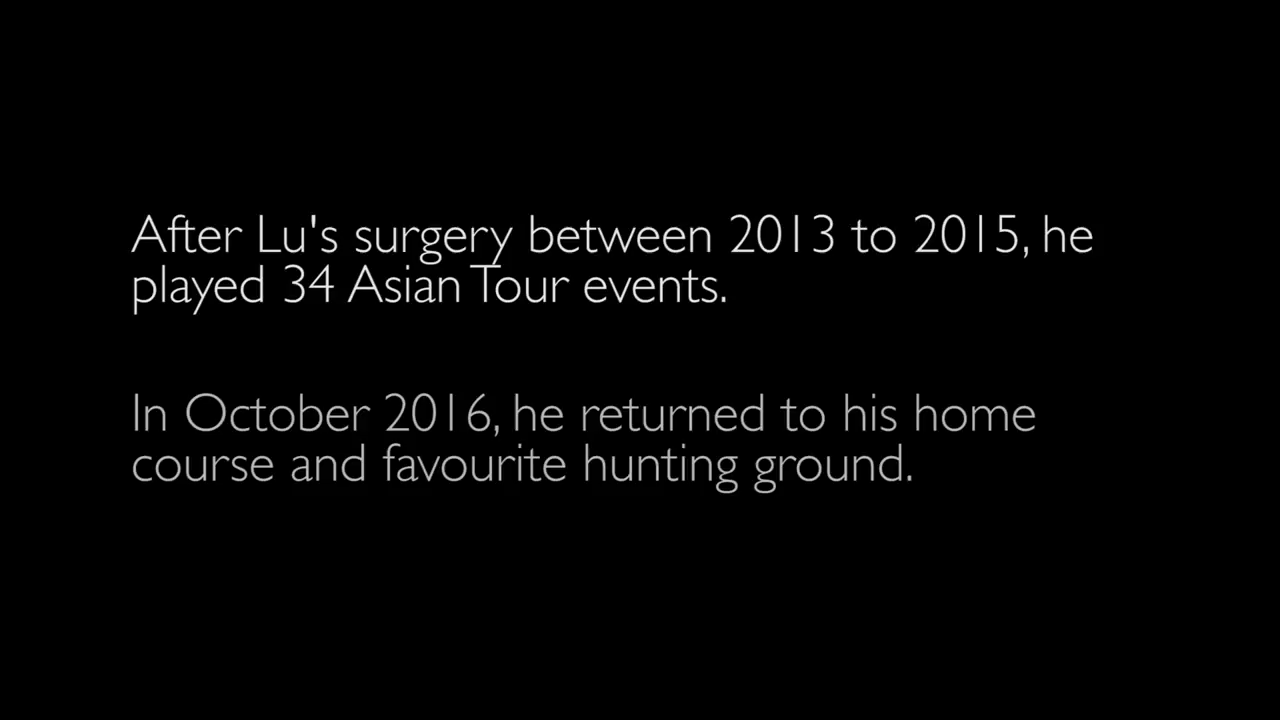 After Lu's surgery between 2013 to 2015, he
played 34 Asian Tour events.
In October 2016, he returned to his home
course and favourite hunting ground.